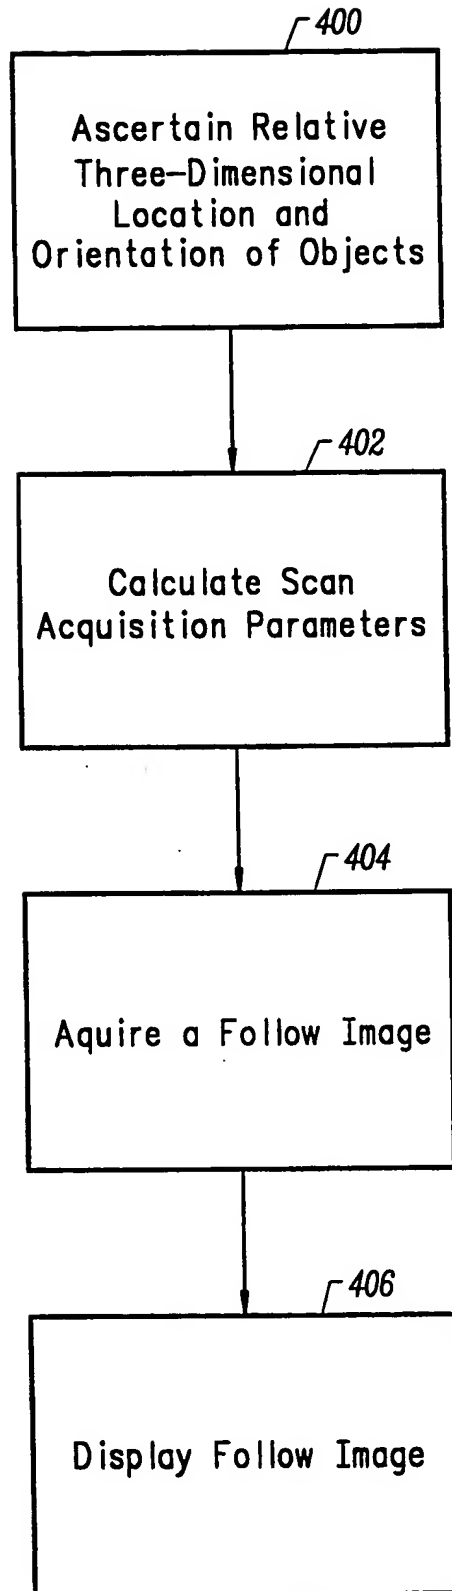 400
Ascertain Relative
Three-Dimensional
Location and
Orientation of Objects
402
Calculate Scan
Acquisition Parameters
404
Aquire a Follow Image
406
Display Follow Image